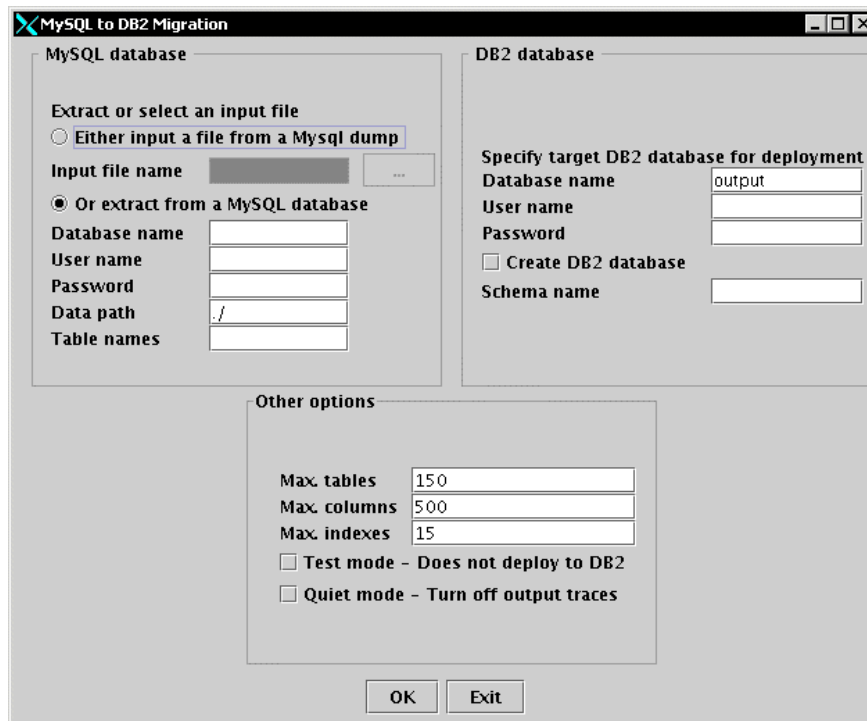 MySQL to DB2 Migration
MySQL database
Extract or select an input file
Either input a file from a Mysql dump
Input file name
...
Or extract from a MySQL database
Database name
User name
Password
Data path ./
Table names
DB2 database
Specify target DB2 database for deployment
Database name output
User name
Password
Create DB2 database
Schema name
Other options
Max. tables 150
Max. columns 500
Max. indexes 15
Test mode - Does not deploy to DB2
Quiet mode - Turn off output traces
OK Exit